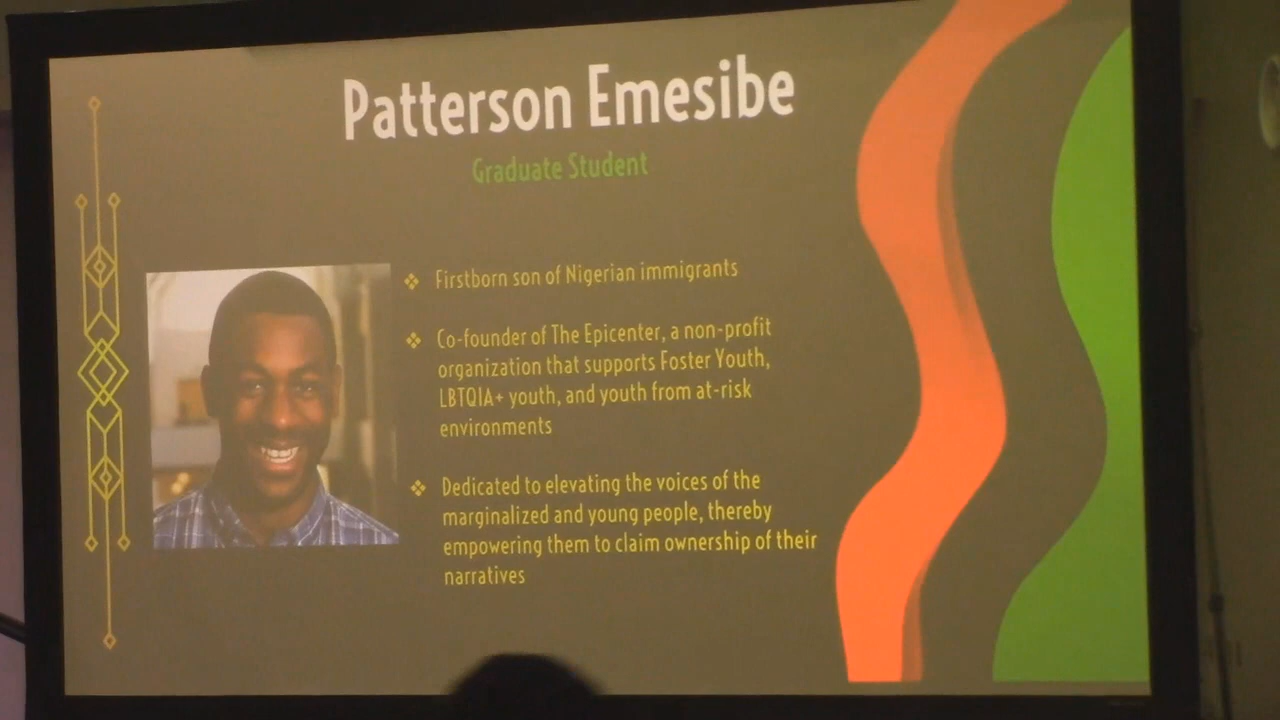 Patterson Emesibe
Graduate Student
Firstborn son of Nigerian immigrants
Co-founder of The Epicenter, a non-profit
organization that supports Foster Youth,
LBTQIA+ youth, and youth from at-risk
environments
Dedicated to elevating the voices of the
marginalized and young people, thereby
empowering them to claim ownership of their
narratives